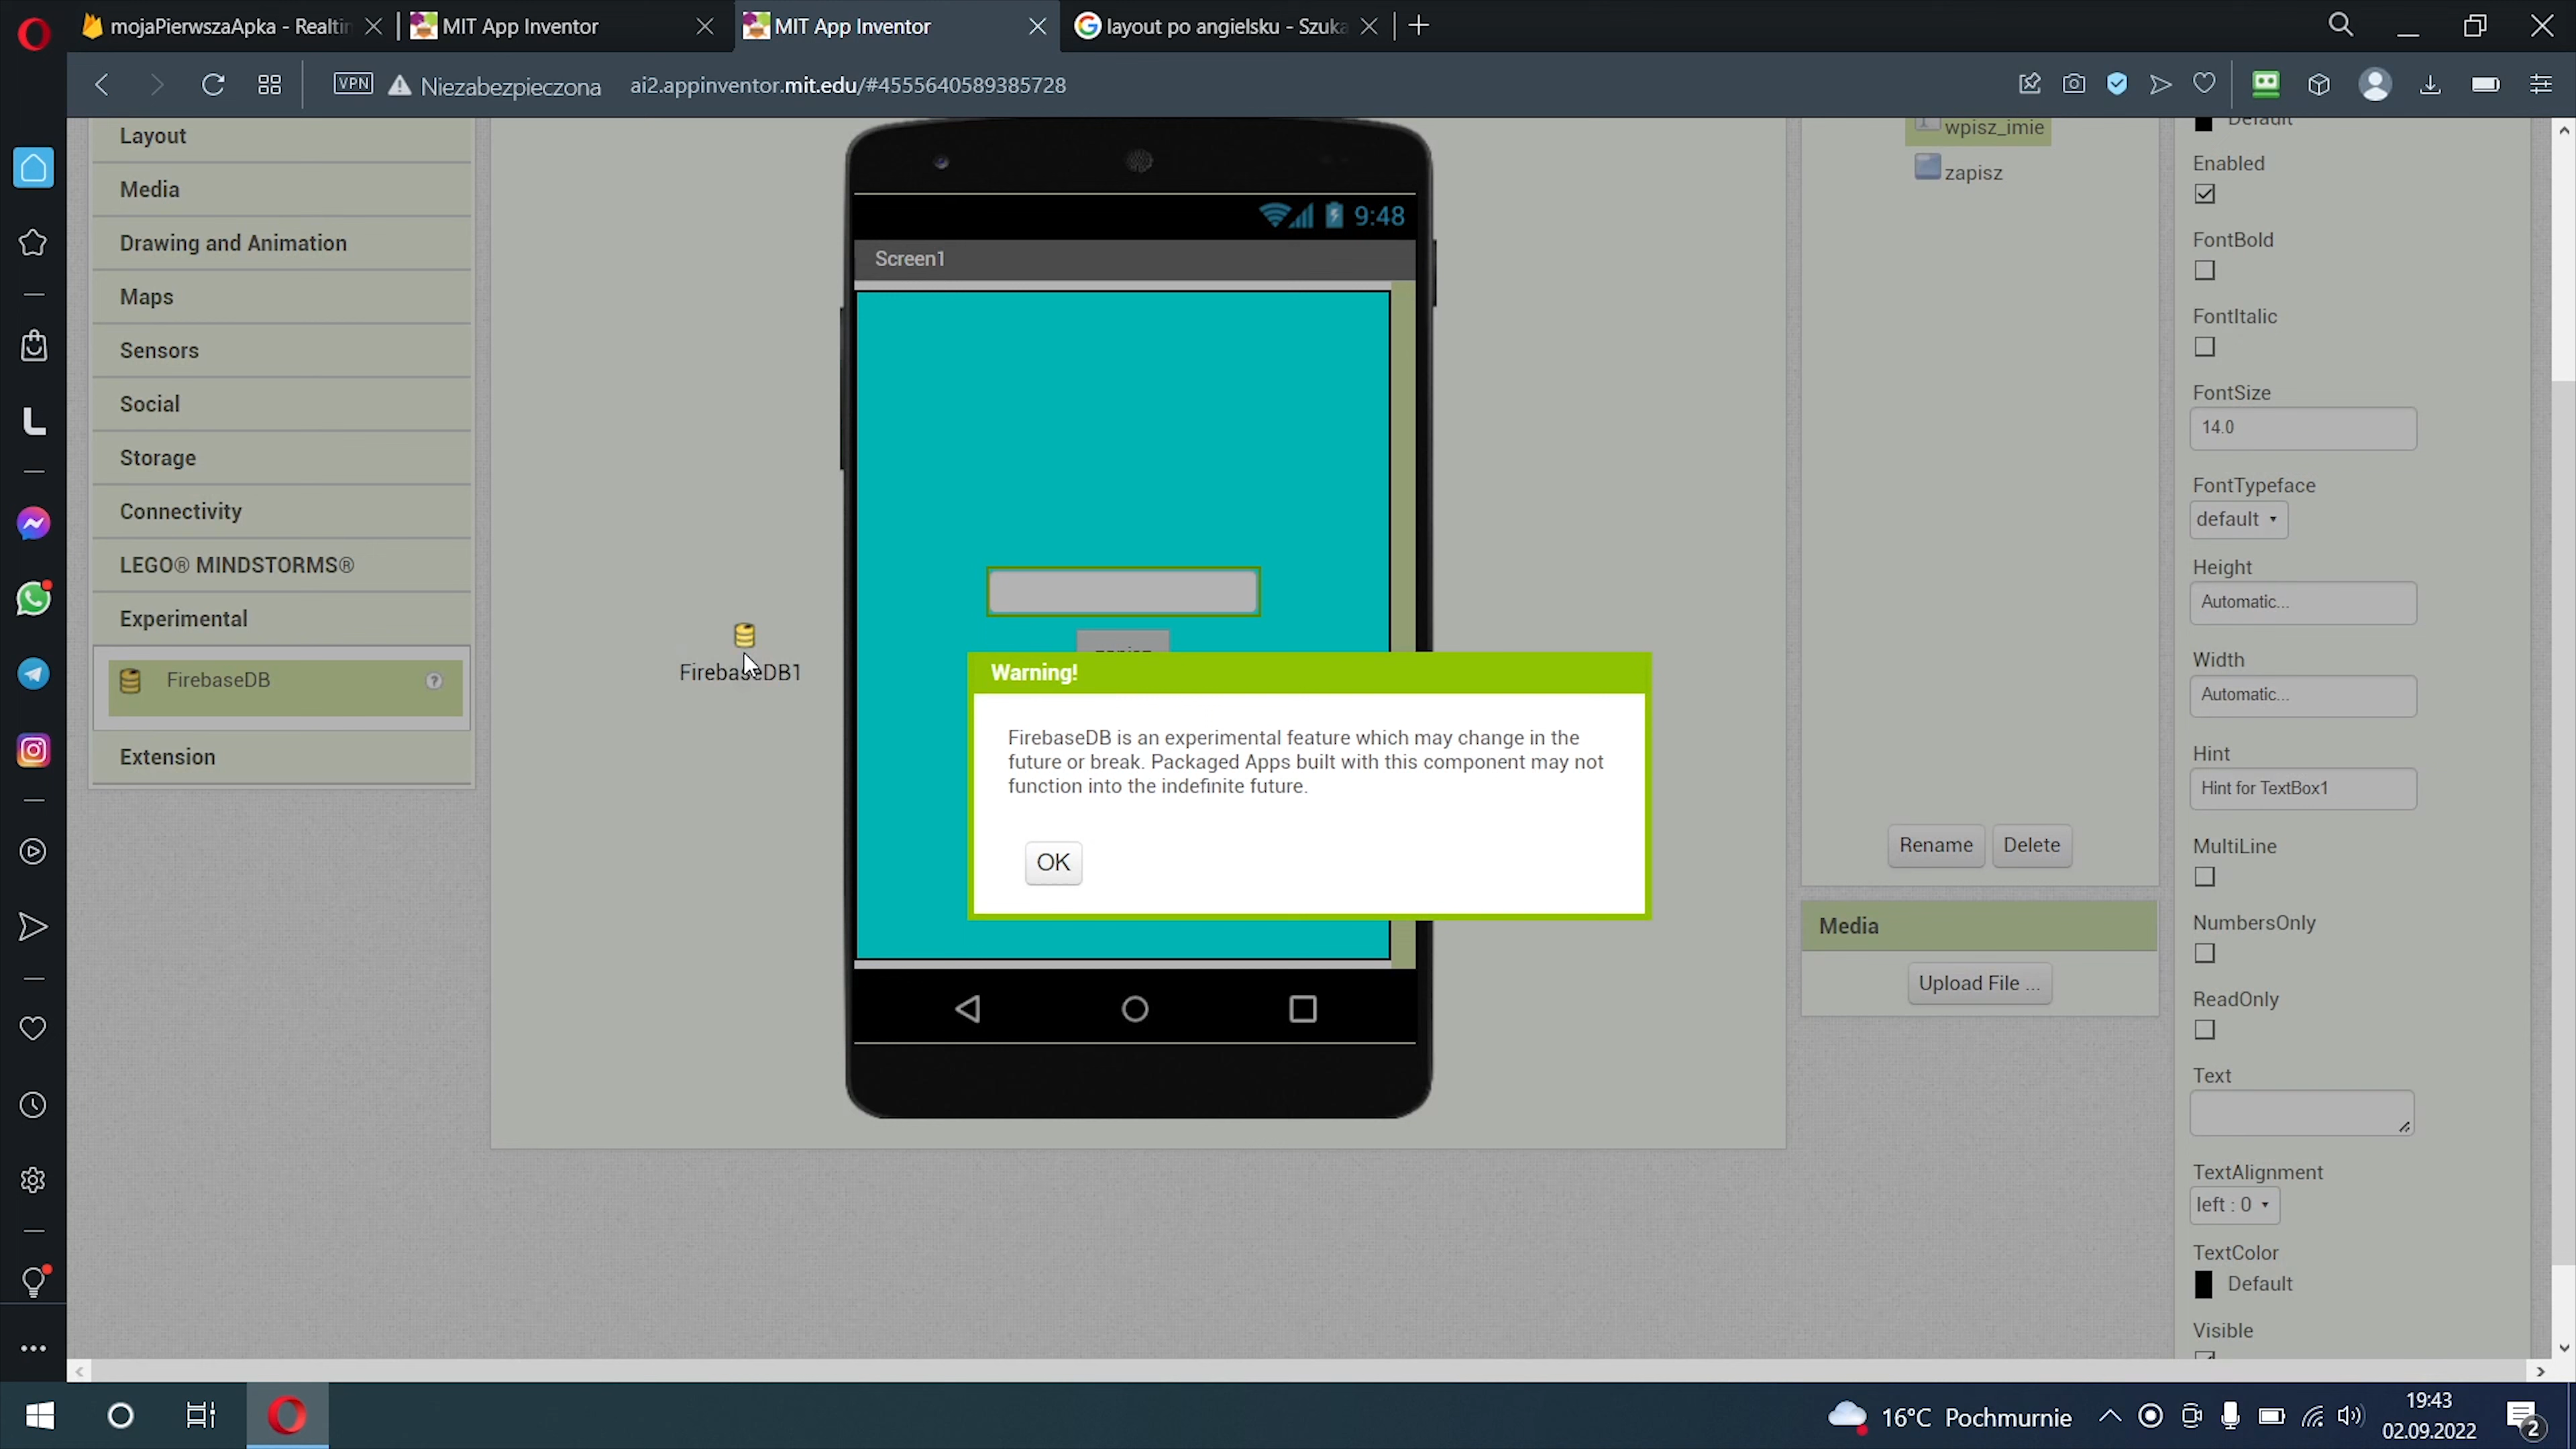 mojaPierwszaApka - Realtin
MIT App Inventor
MIT App Inventor
layout po angielsku - Szuka
VPN
Niezabezpieczona
ai2.appinventor.mit.edu/#4555640589385728
Layout
Media
Drawing and Animation
Maps
Sensors
Social
Storage
Connectivity
LEGO® MINDSTORMS®
Experimental
FirebaseDB
?
Extension
FirebaseDB1
9:48
Screen1
zapisz
Warning!
FirebaseDB is an experimental feature which may change in the
future or break. Packaged Apps built with this component may not
function into the indefinite future.
OK
wpisz_imie
zapisz
Rename
Delete
Media
Upload File ...
Default
Enabled
FontBold
FontItalic
FontSize
14.0
FontTypeface
default
Height
Automatic...
Width
Automatic...
Hint
Hint for TextBox1
MultiLine
NumbersOnly
ReadOnly
Text
TextAlignment
left : 0
TextColor
Default
Visible
16°C Pochmurnie
19:43
02.09.2022
2